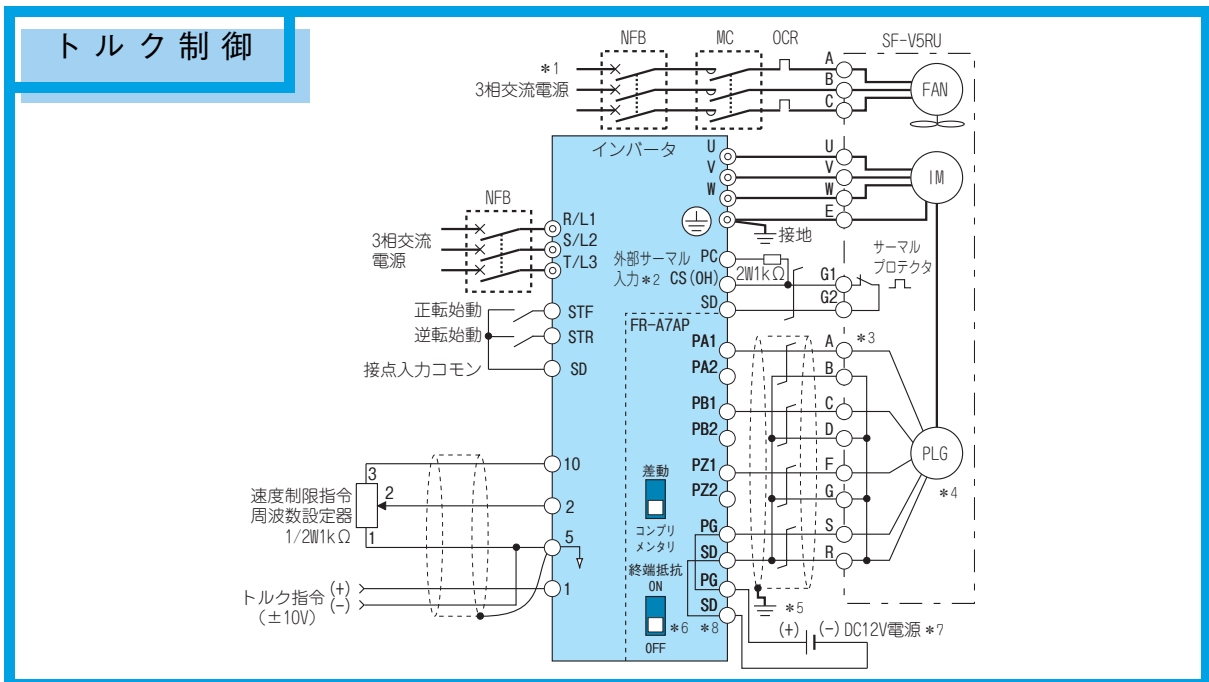 トルク制御
NFB
MC
OCR
SF-V5RU
*1
3相交流電源
A
B
C
FAN
インバータ
U
V
W
U
V
W
E
IM
接地
NFB
3相交流
電源
R/L1
S/L2
T/L3
外部サーマル
入力*2
PC
CS(OH)
SD
2W1kΩ
G1
G2
サーマル
プロテクタ
正転始動
逆転始動
接点入力コモン
STF
STR
SD
FR-A7AP
PA1
PA2
PB1
PB2
PZ1
PZ2
PG
SD
PG
SD
A
B
C
D
F
G
S
R
*3
PLG
*4
差動
コンプリ
メンタリ
終端抵抗
ON
OFF
*6
*8
速度制限指令
周波数設定器
1/2W1kΩ
3
2
1
10
2
5
1
トルク指令
(±10V)
(+)
(-)
*5
(+)
(-)
DC12V電源 *7